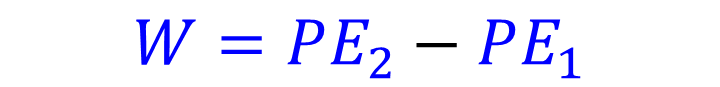 W = PE₂ − PE₁